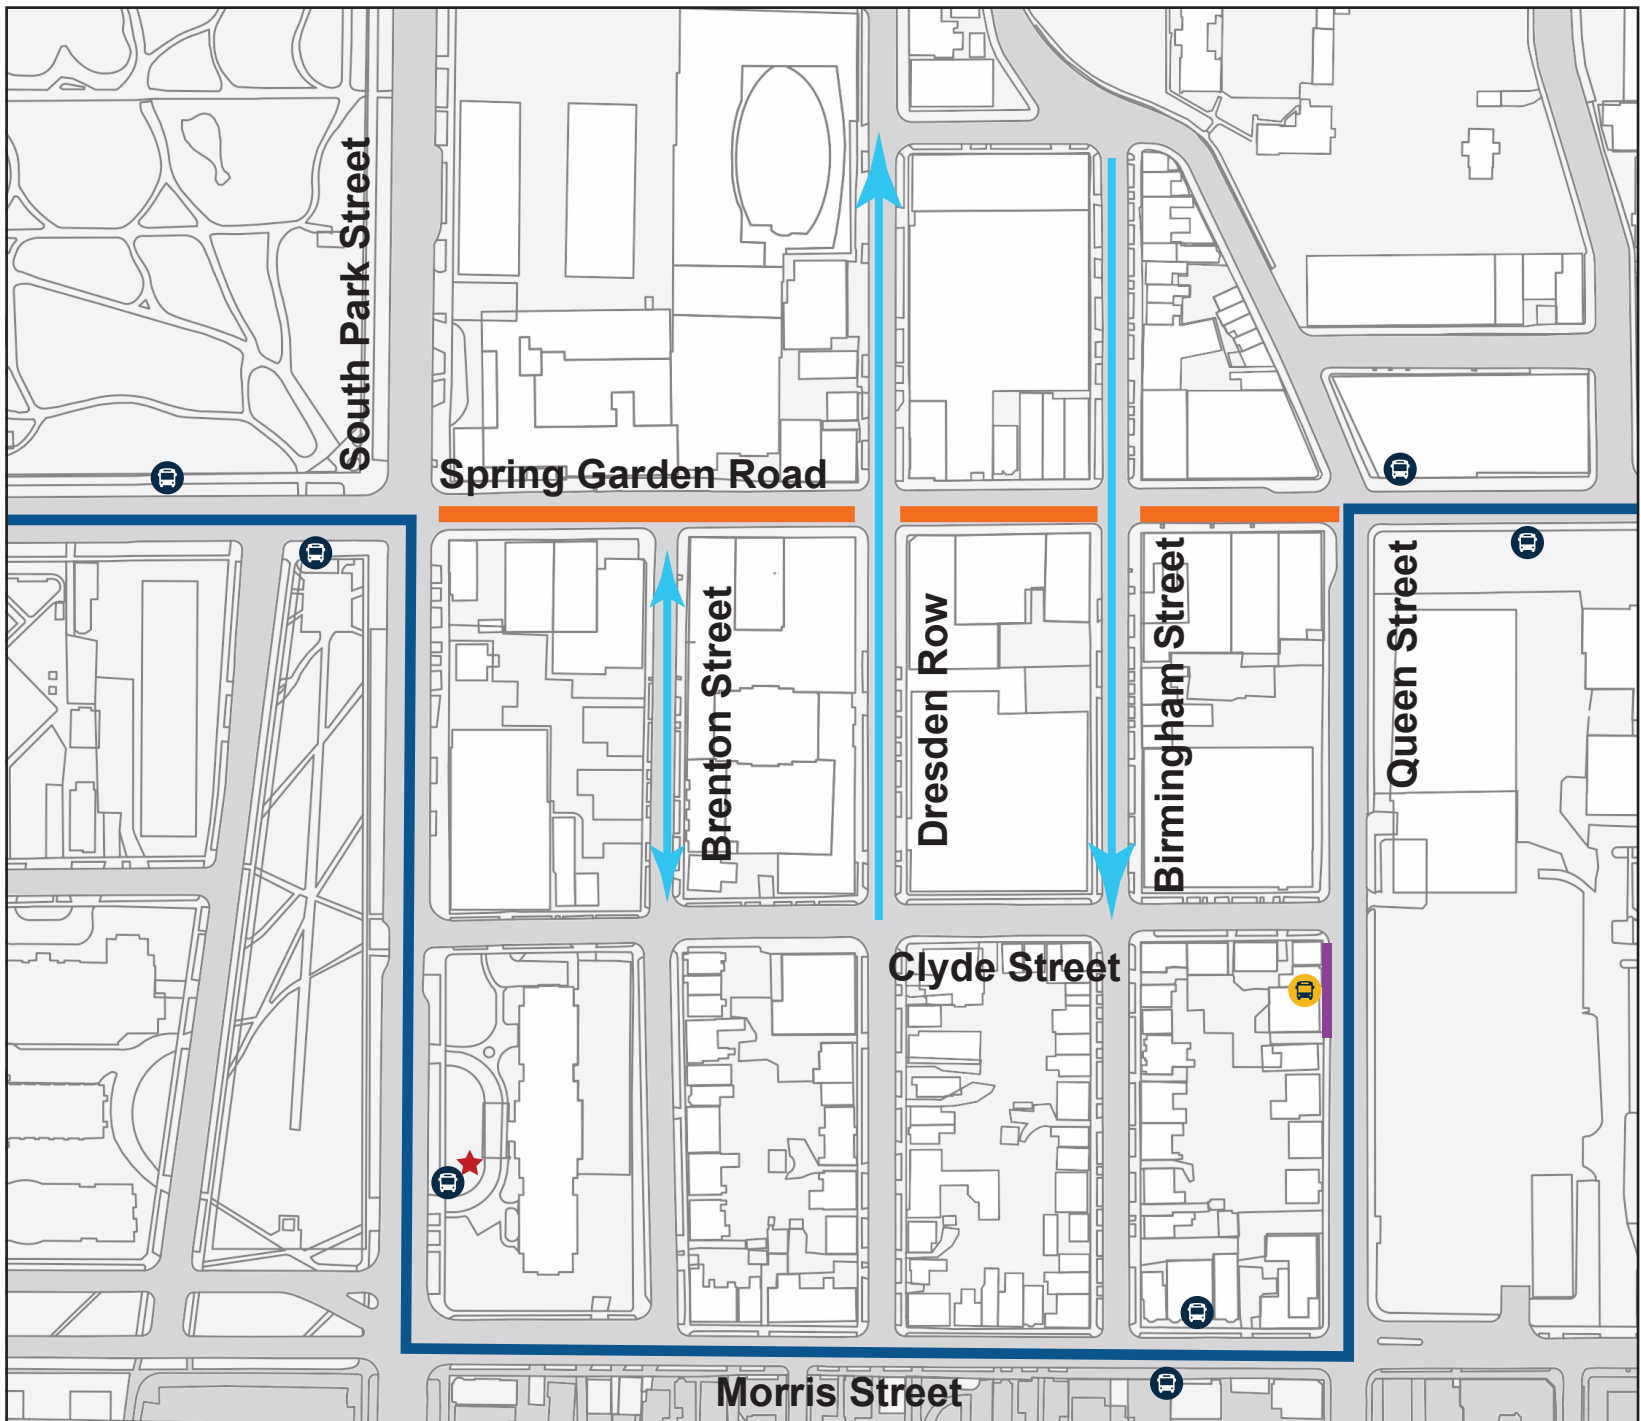 South Park Street
Spring Garden Road
Brenton Street
Dresden Row
Birmingham Street
Queen Street
Clyde Street
Morris Street